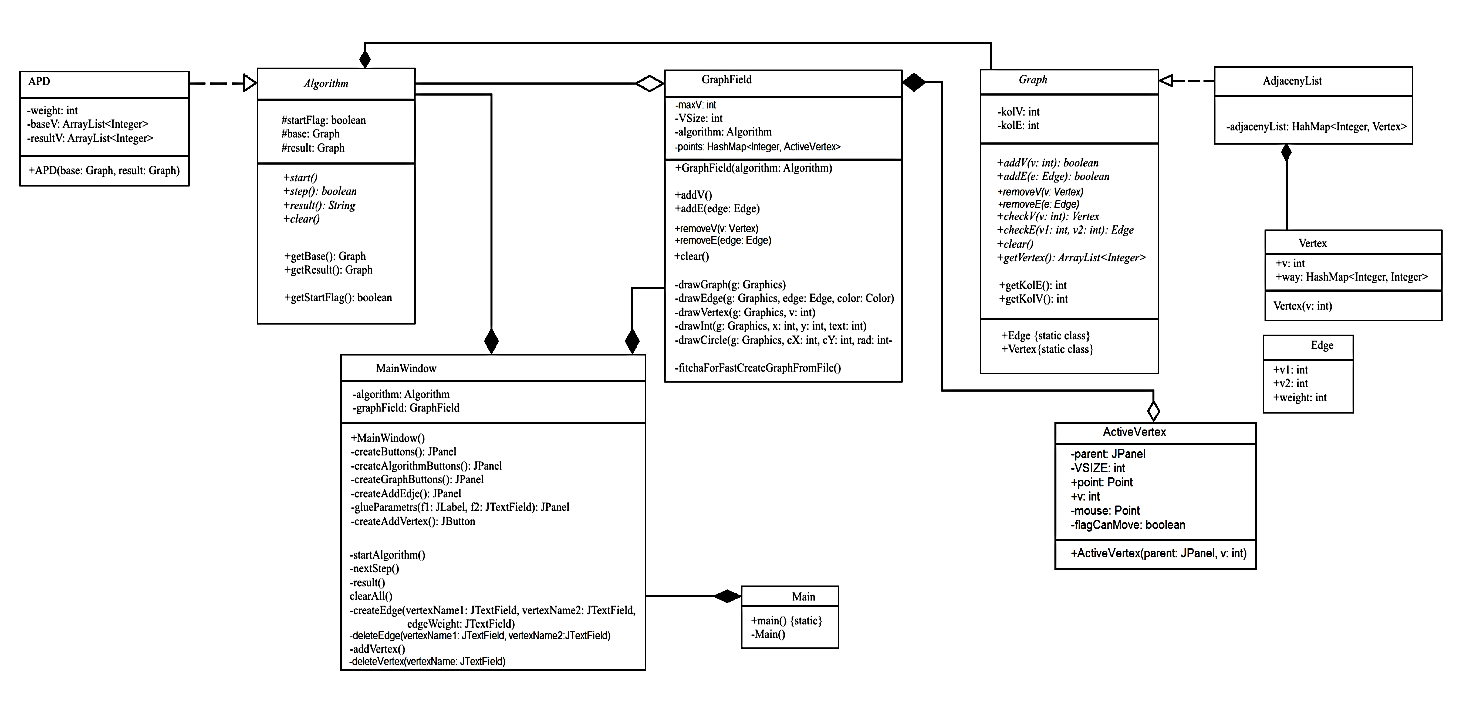 APD
-weight: int
-baseV: ArrayList<Integer>
-resultV: ArrayList<Integer>
+APD(base: Graph, result: Graph)
Algorithm
#startFlag: boolean
#base: Graph
#result: Graph
+start()
+step(): boolean
+result(): String
+clear()
+getBase(): Graph
+getResult(): Graph
+getStartFlag(): boolean
GraphField
-maxV: int
-VSize: int
-algorithm: Algorithm
-points: HashMap<Integer, ActiveVertex>
+GraphField(algorithm: Algorithm)
+addV()
+addE(edge: Edge)
+removeV(v: Vertex)
+removeE(edge: Edge)
+clear()
-drawGraph(g: Graphics)
-drawEdge(g: Graphics, edge: Edge, color: Color)
-drawVertex(g: Graphics, v: int)
-drawInt(g: Graphics, x: int, y: int, text: int)
-drawCircle(g: Graphics, cX: int, cY: int, rad: int-
-fitchaForFastCreateGraphFromFile()
Graph
-kolV: int
-kolE: int
+addV(v: int): boolean
+addE(e: Edge): boolean
+removeV(v: Vertex)
+removeE(e: Edge)
+checkV(v: int): Vertex
+checkE(v1: int, v2: int): Edge
+clear()
+getVertex(): ArrayList<Integer>
+getKolE(): int
+getKolV(): int
+Edge {static class}
+Vertex{static class}
AdjacenyList
-adjacenyList: HahMap<Integer, Vertex>
Vertex
+v: int
+way: HashMap<Integer, Integer>
Vertex(v: int)
Edge
+v1: int
+v2: int
+weight: int
MainWindow
-algorithm: Algorithm
-graphField: GraphField
+MainWindow()
-createButtons(): JPanel
-createAlgorithmButtons(): JPanel
-createGraphButtons(): JPanel
-createAddEdje(): JPanel
-glueParametrs(f1: JLabel, f2: JTextField): JPanel
-createAddVertex(): JButton
-startAlgorithm()
-nextStep()
-result()
clearAll()
-createEdge(vertexName1: JTextField, vertexName2: JTextField,
edgeWeight: JTextField)
-deleteEdge(vertexName1: JTextField, vertexName2:JTextField)
-addVertex()
-deleteVertex(vertexName: JTextField)
Main
+main() {static}
-Main()
ActiveVertex
-parent: JPanel
-VSIZE: int
+point: Point
+v: int
-mouse: Point
-flagCanMove: boolean
+ActiveVertex(parent: JPanel, v: int)